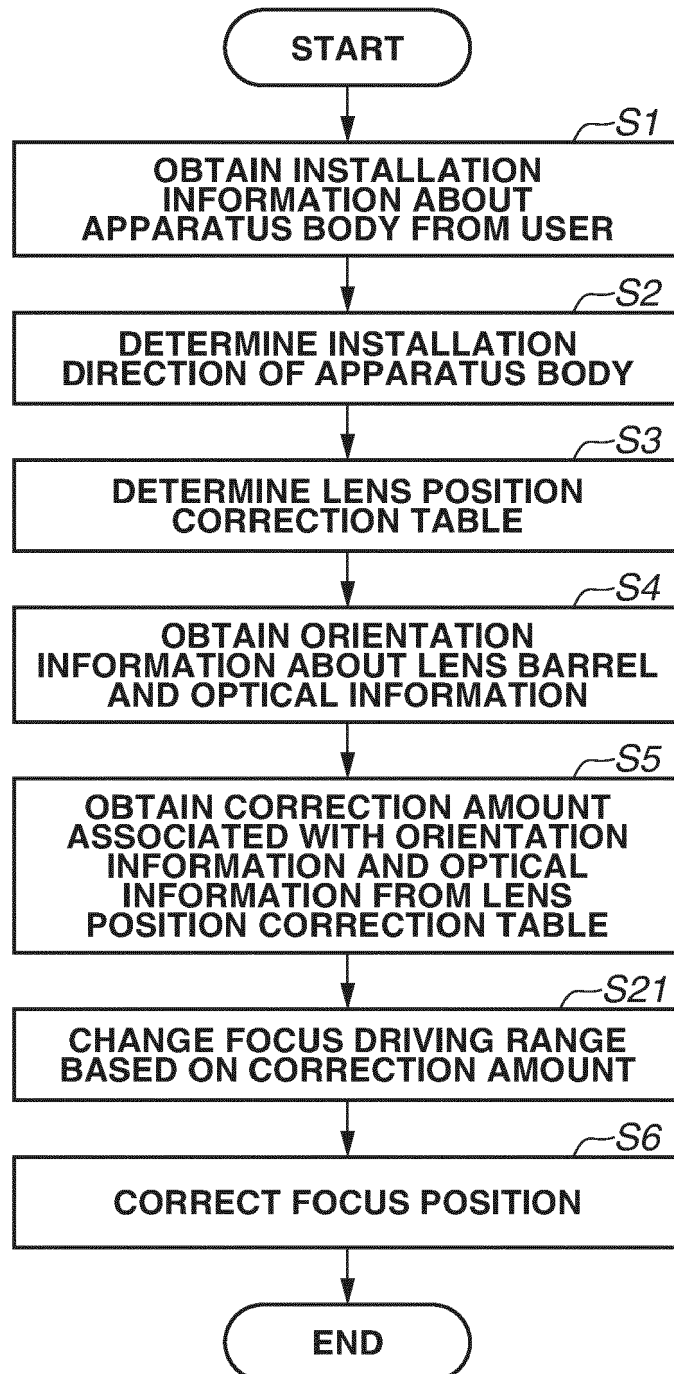 START
S1
OBTAIN INSTALLATION
INFORMATION ABOUT
APPARATUS BODY FROM USER
S2
DETERMINE INSTALLATION
DIRECTION OF APPARATUS BODY
S3
DETERMINE LENS POSITION
CORRECTION TABLE
S4
OBTAIN ORIENTATION
INFORMATION ABOUT LENS BARREL
AND OPTICAL INFORMATION
S5
OBTAIN CORRECTION AMOUNT
ASSOCIATED WITH ORIENTATION
INFORMATION AND OPTICAL
INFORMATION FROM LENS
POSITION CORRECTION TABLE
S21
CHANGE FOCUS DRIVING RANGE
BASED ON CORRECTION AMOUNT
S6
CORRECT FOCUS POSITION
END